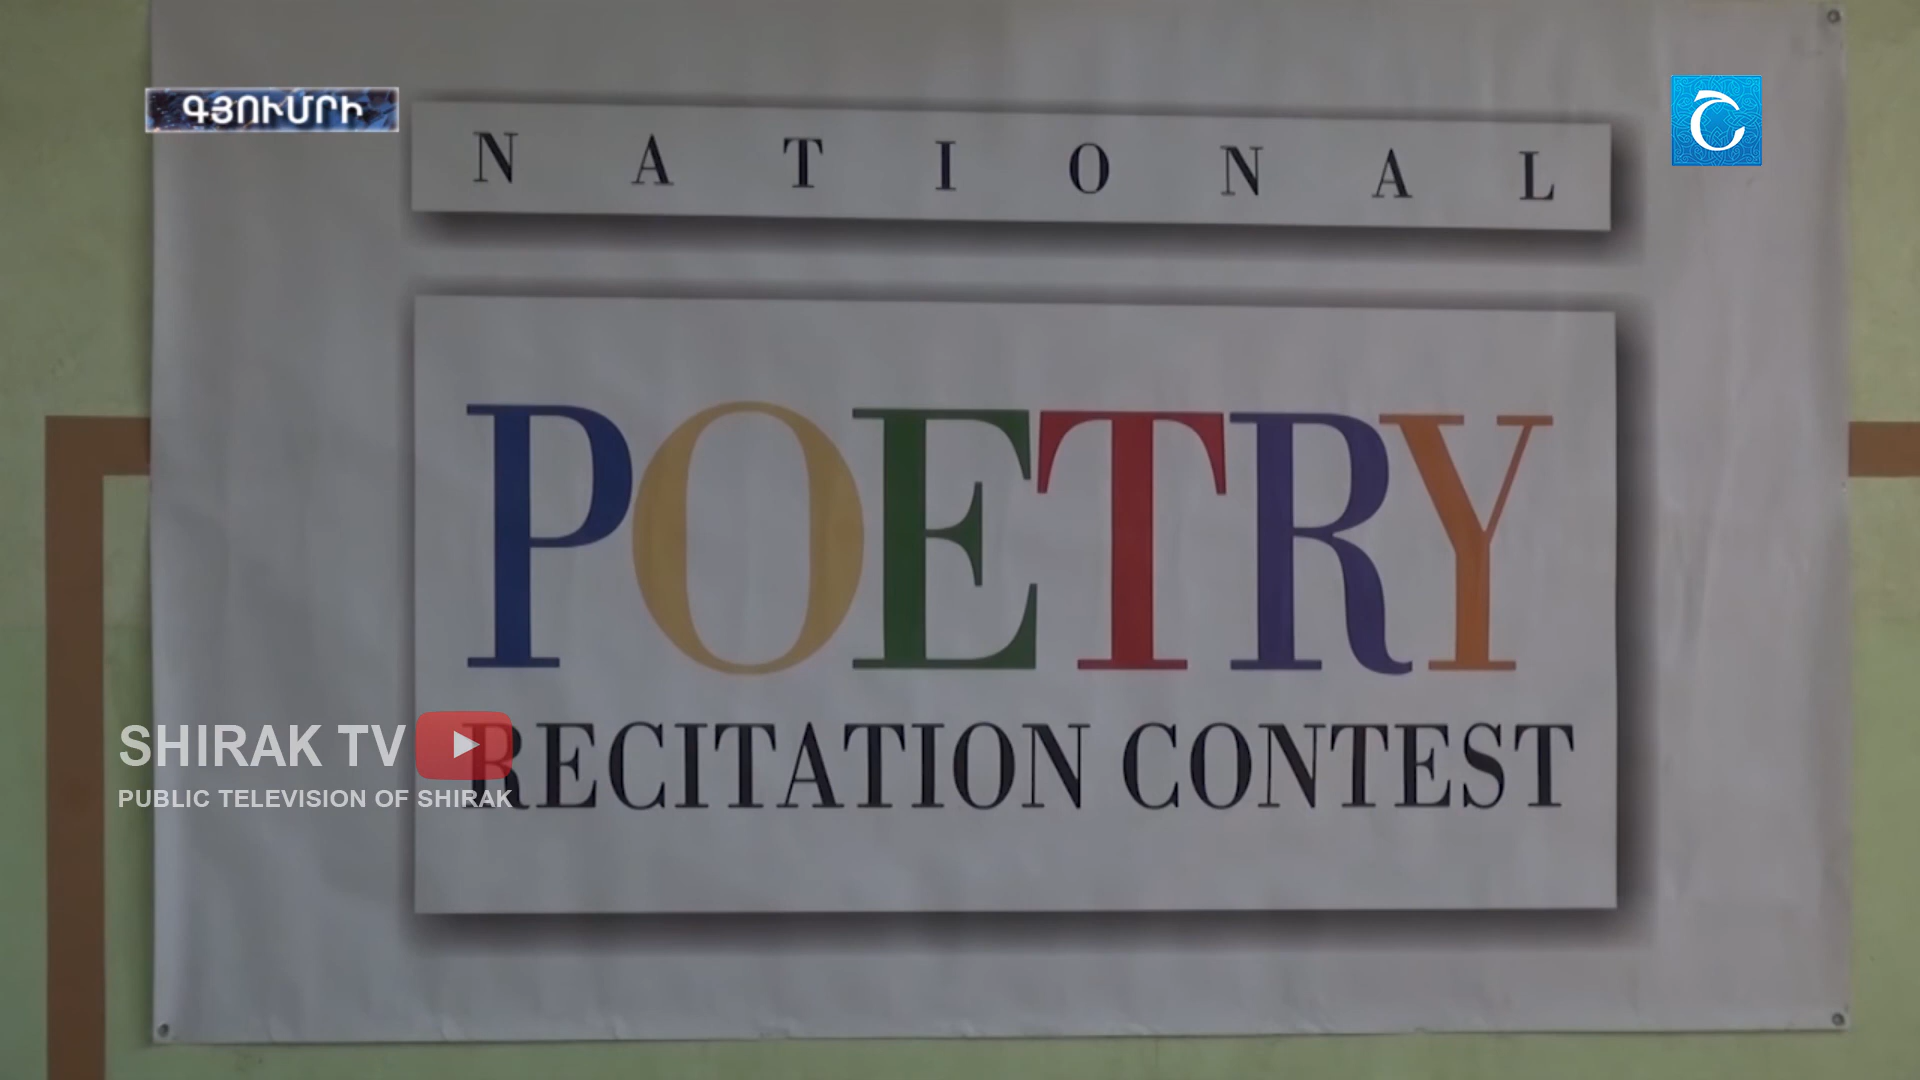 ԳՅՈՒՄՐԻ
NATIONAL
POETRY
RECITATION CONTEST
SHIRAK TV
PUBLIC TELEVISION OF SHIRAK